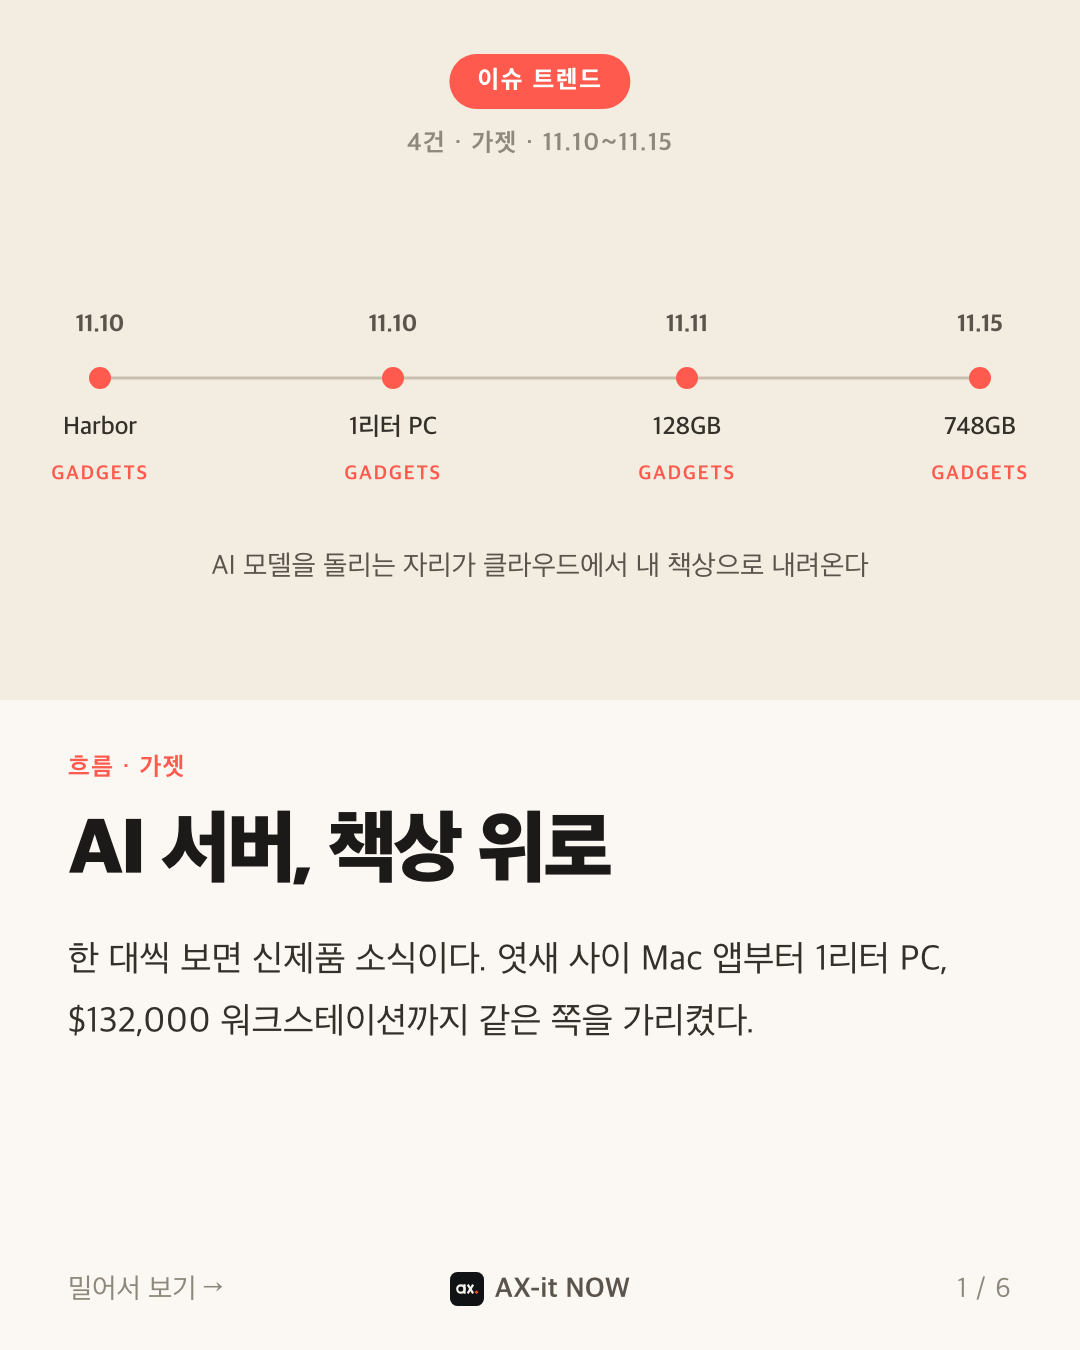 이슈 트렌드
4건 · 가젯 · 11.10~11.15
11.10 11.10 11.11 11.15
Harbor 1리터 PC 128GB 748GB
GADGETS GADGETS GADGETS GADGETS
AI 모델을 돌리는 자리가 클라우드에서 내 책상으로 내려온다
흐름 · 가젯
AI 서버, 책상 위로
한 대씩 보면 신제품 소식이다. 엿새 사이 Mac 앱부터 1리터 PC,
$132,000 워크스테이션까지 같은 쪽을 가리켰다.
밀어서 보기 → ax. AX-it NOW 1 / 6